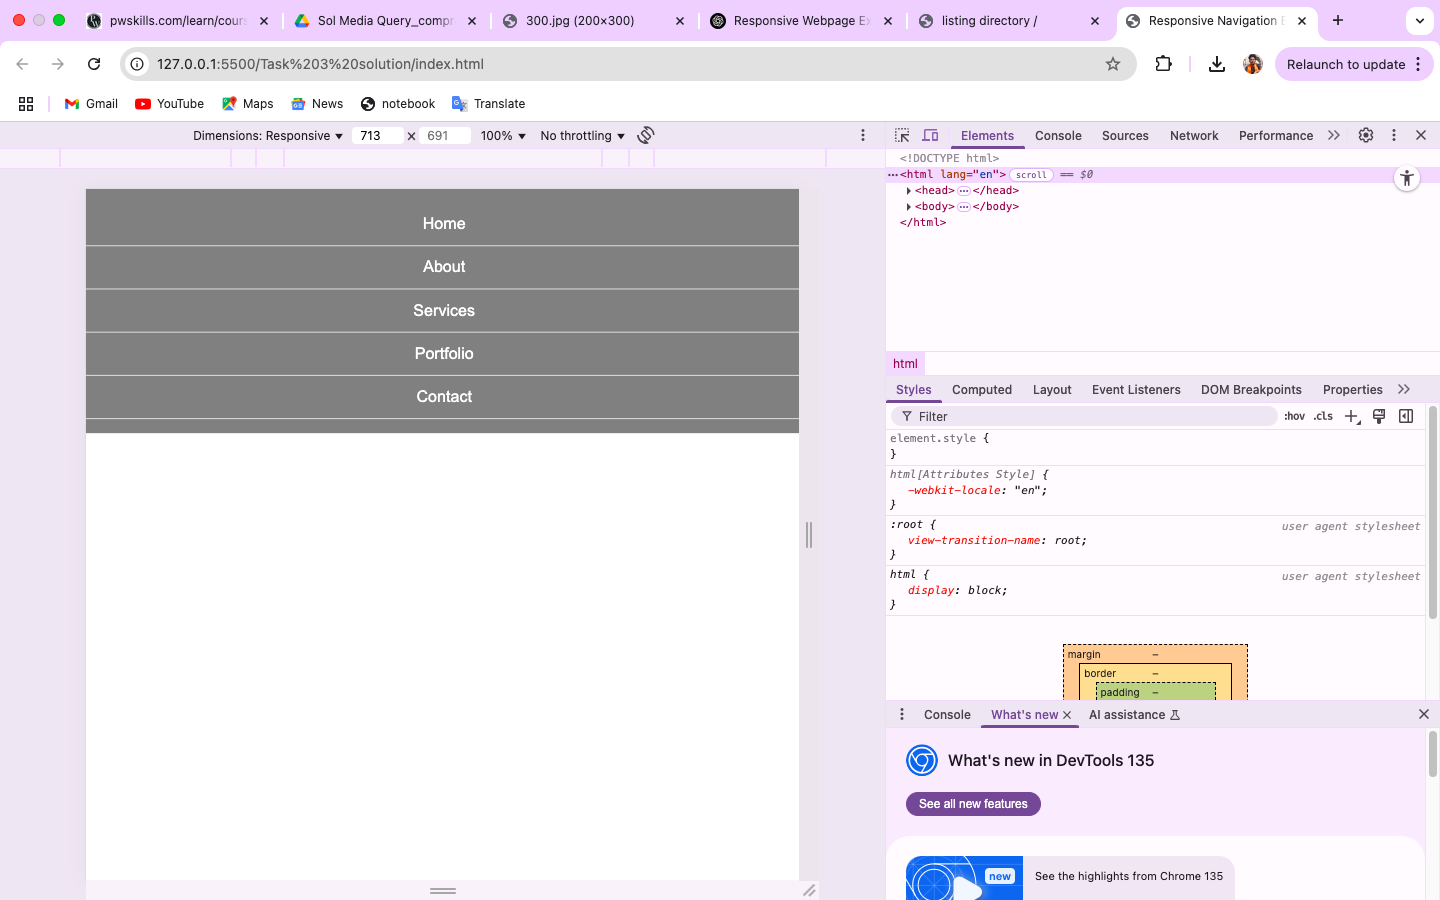 pwskills.com/learn/cour
Sol Media Query_compr
300.jpg (200×300)
Responsive Webpage Ex
listing directory /
Responsive Navigation B
127.0.0.1:5500/Task%203%20solution/index.html
Relaunch to update
Gmail
YouTube
Maps
News
notebook
Translate
Dimensions: Responsive
713
×
691
100%
No throttling
Elements
Console
Sources
Network
Performance
<!DOCTYPE html>
<html lang="en"> scroll == $0
<head> </head>
<body> </body>
</html>
Home
About
Services
Portfolio
Contact
html
Styles
Computed
Layout
Event Listeners
DOM Breakpoints
Properties
Filter
:hov
.cls
element.style {
}
html[Attributes Style] {
-webkit-locale: "en";
}
:root {
user agent stylesheet
view-transition-name: root;
}
html {
user agent stylesheet
display: block;
}
margin –
border –
padding –
Console
What's new
AI assistance
What's new in DevTools 135
See all new features
new
See the highlights from Chrome 135